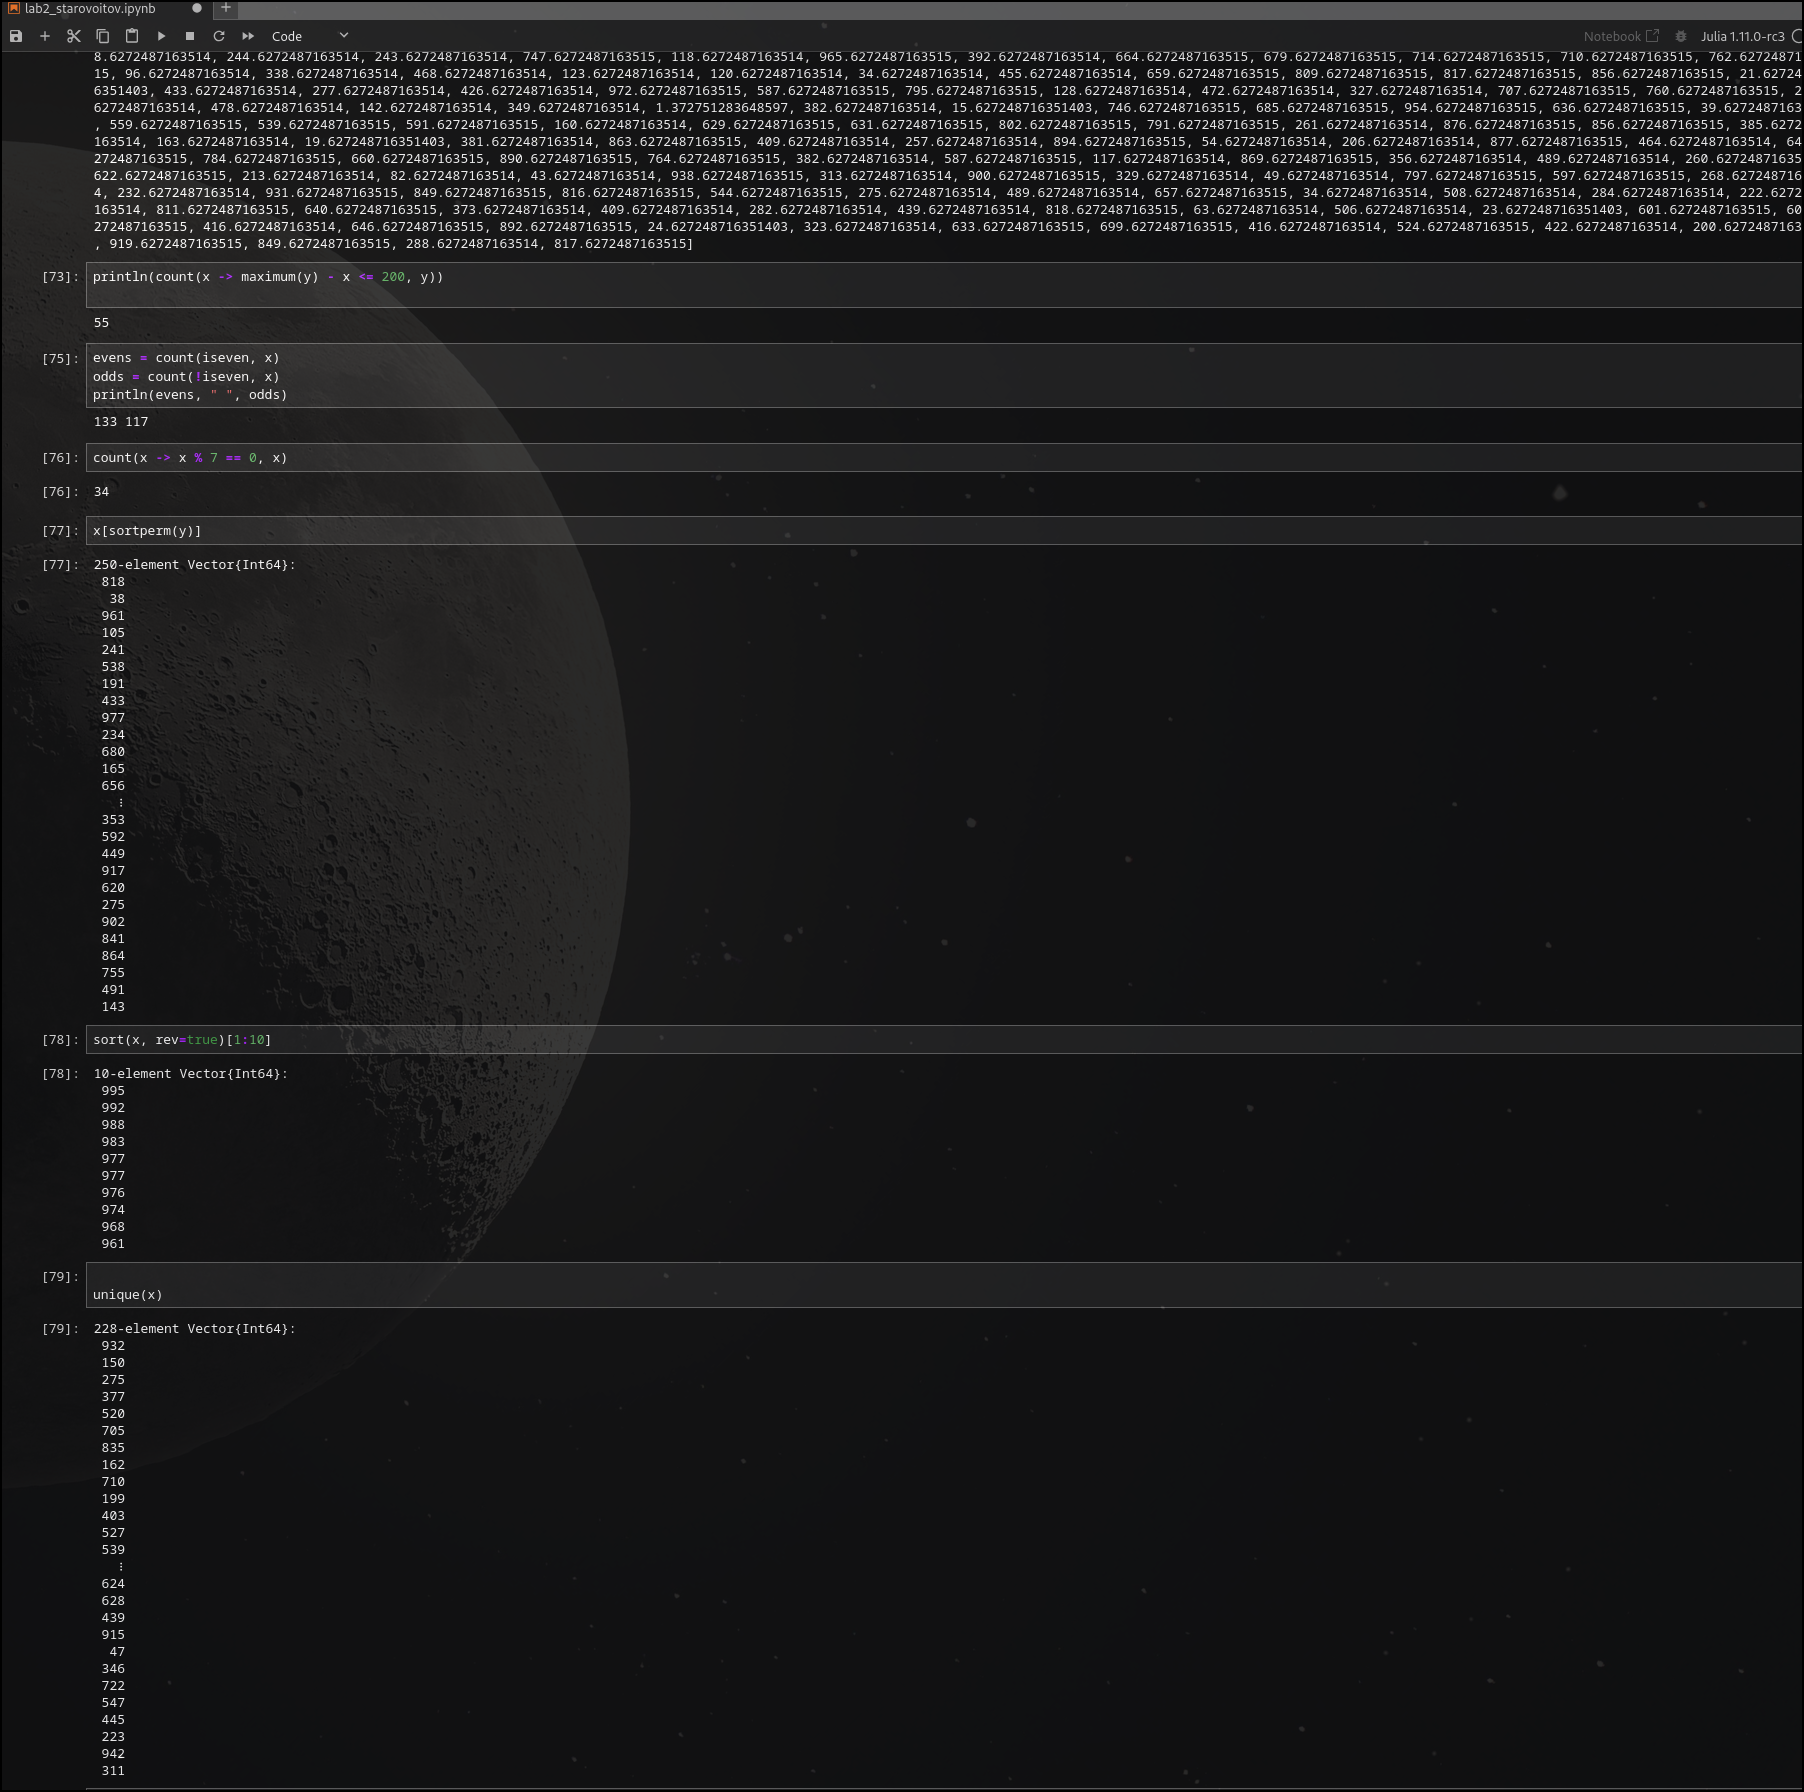 lab2_starovoitov.ipynb
Code
Notebook
Julia 1.11.0-rc3
8.6272487163514, 244.6272487163514, 243.6272487163514, 747.6272487163515, 118.6272487163514, 965.6272487163515, 392.6272487163514, 664.6272487163515, 679.6272487163515, 714.6272487163515, 710.6272487163515, 762.62724871
15, 96.6272487163514, 338.6272487163514, 468.6272487163514, 123.6272487163514, 120.6272487163514, 34.6272487163514, 455.6272487163514, 659.6272487163515, 809.6272487163515, 817.6272487163515, 856.6272487163515, 21.62724
6351403, 433.6272487163514, 277.6272487163514, 426.6272487163514, 972.6272487163515, 587.6272487163515, 795.6272487163515, 128.6272487163514, 472.6272487163514, 327.6272487163514, 707.6272487163515, 760.6272487163515, 2
6272487163514, 478.6272487163514, 142.6272487163514, 349.6272487163514, 1.372751283648597, 382.6272487163514, 15.627248716351403, 746.6272487163515, 685.6272487163515, 954.6272487163515, 636.6272487163515, 39.6272487163
, 559.6272487163515, 539.6272487163515, 591.6272487163515, 160.6272487163514, 629.6272487163515, 631.6272487163515, 802.6272487163515, 791.6272487163515, 261.6272487163514, 876.6272487163515, 856.6272487163515, 385.6272
163514, 163.6272487163514, 19.627248716351403, 381.6272487163514, 863.6272487163515, 409.6272487163514, 257.6272487163514, 894.6272487163515, 54.6272487163514, 206.6272487163514, 877.6272487163515, 464.6272487163514, 64
272487163515, 784.6272487163515, 660.6272487163515, 890.6272487163515, 764.6272487163515, 382.6272487163514, 587.6272487163515, 117.6272487163514, 869.6272487163515, 356.6272487163514, 489.6272487163514, 260.6272487163​5
622.6272487163515, 213.6272487163514, 82.6272487163514, 43.6272487163514, 938.6272487163515, 313.6272487163514, 900.6272487163515, 329.6272487163514, 49.6272487163514, 797.6272487163515, 597.6272487163515, 268.627248716
4, 232.6272487163514, 931.6272487163515, 849.6272487163515, 816.6272487163515, 544.6272487163515, 275.6272487163514, 489.6272487163514, 657.6272487163515, 34.6272487163514, 508.6272487163514, 284.6272487163514, 222.6272
163514, 811.6272487163515, 640.6272487163515, 373.6272487163514, 409.6272487163514, 282.6272487163514, 439.6272487163514, 818.6272487163515, 63.6272487163514, 506.6272487163514, 23.627248716351403, 601.6272487163515, 60
272487163515, 416.6272487163514, 646.6272487163515, 892.6272487163515, 24.627248716351403, 323.6272487163514, 633.6272487163515, 699.6272487163515, 416.6272487163514, 524.6272487163515, 422.6272487163514, 200.6272487163
, 919.6272487163515, 849.6272487163515, 288.6272487163514, 817.6272487163515]
[73]: println(count(x -> maximum(y) - x <= 200, y))
55
[75]: evens = count(iseven, x)
odds = count(!iseven, x)
println(evens, " ", odds)
133 117
[76]: count(x -> x % 7 == 0, x)
[76]: 34
[77]: x[sortperm(y)]
[77]: 250-element Vector{Int64}:
818
38
961
105
241
538
191
433
977
234
680
165
656
⋮
353
592
449
917
620
275
902
841
864
755
491
143
[78]: sort(x, rev=true)[1:10]
[78]: 10-element Vector{Int64}:
995
992
988
983
977
977
976
974
968
961
[79]:
unique(x)
[79]: 228-element Vector{Int64}:
932
150
275
377
520
705
835
162
710
199
403
527
539
⋮
624
628
439
915
47
346
722
547
445
223
942
311